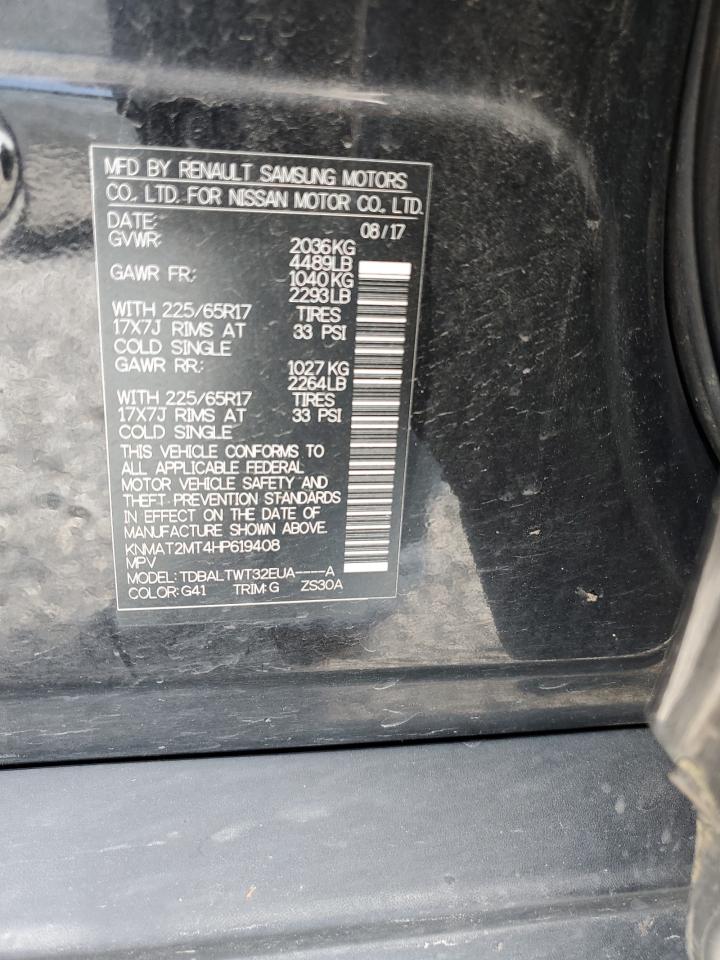 MFD BY RENAULT SAMSUNG MOTORS
CO., LTD. FOR NISSAN MOTOR CO., LTD.
DATE: 08/17
GVWR: 2036KG
4489LB
GAWR FR: 1040KG
2293LB
WITH 225/65R17 TIRES
17X7J RIMS AT 33 PSI
COLD SINGLE
GAWR RR: 1027KG
2264LB
WITH 225/65R17 TIRES
17X7J RIMS AT 33 PSI
COLD SINGLE
THIS VEHICLE CONFORMS TO
ALL APPLICABLE FEDERAL
MOTOR VEHICLE SAFETY AND
THEFT PREVENTION STANDARDS
IN EFFECT ON THE DATE OF
MANUFACTURE SHOWN ABOVE.
KNMAT2MT4HP619408
MPV
MODEL: TDBALTWT32EUA----A
COLOR: G41 TRIM: G ZS30A